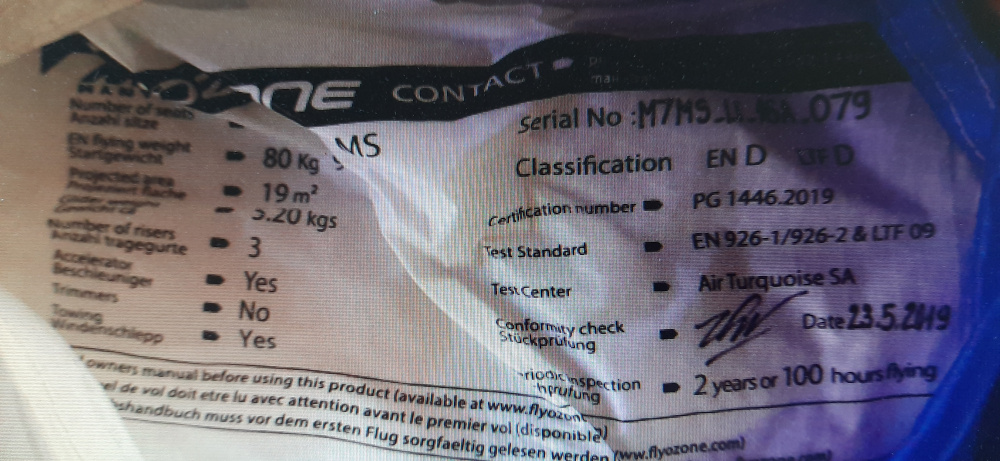 OZONE CONTACT
MS
Number of seats
Anzahl sitze
EN flying weight
Startgewicht
80 Kg
Projected area
19 m²
3.20 kgs
Number of risers
Anzahl tragegurte
3
Accelerator
Beschleuniger
Yes
Trimmers
No
Towing
Windenschlepp
Yes
Serial No :M7MS 079
Classification EN D LTF D
Certification number PG 1446.2019
Test Standard EN 926-1/926-2 & LTF 09
Test Center Air Turquoise SA
Conformity check
Stückprüfung
Date 23.5.2019
inspection
2 years or 100 hours flying
owners manual before using this product (available at www.flyozone
el de vol doit etre lu avec attention avant le premier vol (disponible
shandbuch muss vor dem ersten Flug sorgfaeltig gelesen werden (www.flyozone.com)